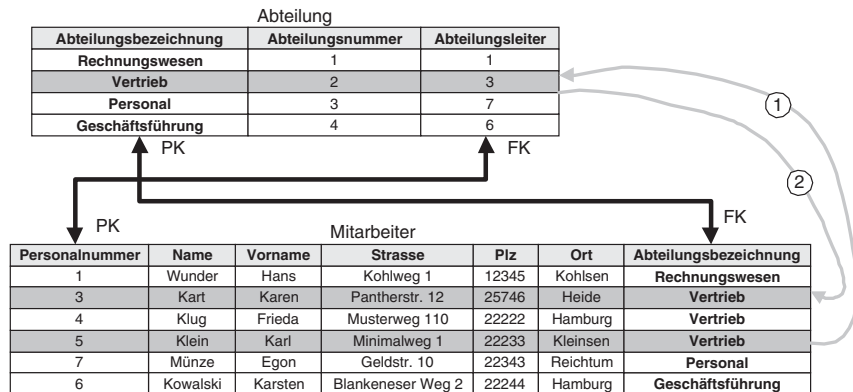 Abteilung
Abteilungsbezeichnung Abteilungsnummer Abteilungsleiter
Rechnungswesen 1 1
Vertrieb 2 3
Personal 3 7
Geschäftsführung 4 6
PK FK
1
2
PK FK
Mitarbeiter
Personalnummer Name Vorname Strasse Plz Ort Abteilungsbezeichnung
1 Wunder Hans Kohlweg 1 12345 Kohlsen Rechnungswesen
3 Kart Karen Pantherstr. 12 25746 Heide Vertrieb
4 Klug Frieda Musterweg 110 22222 Hamburg Vertrieb
5 Klein Karl Minimalweg 1 22233 Kleinsen Vertrieb
7 Münze Egon Geldstr. 10 22343 Reichtum Personal
6 Kowalski Karsten Blankeneser Weg 2 22244 Hamburg Geschäftsführung